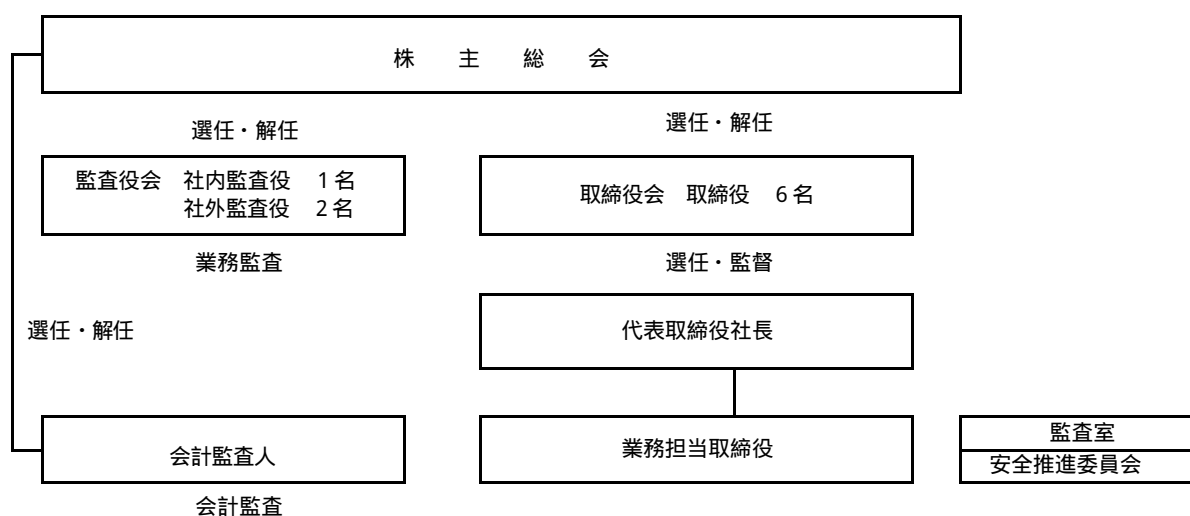 株 主 総 会
選任・解任
選任・解任
監査役会 社内監査役 1名
社外監査役 2名
取締役会 取締役 6名
業務監査
選任・監督
選任・解任
代表取締役社長
会計監査人
業務担当取締役
監査室
安全推進委員会
会計監査